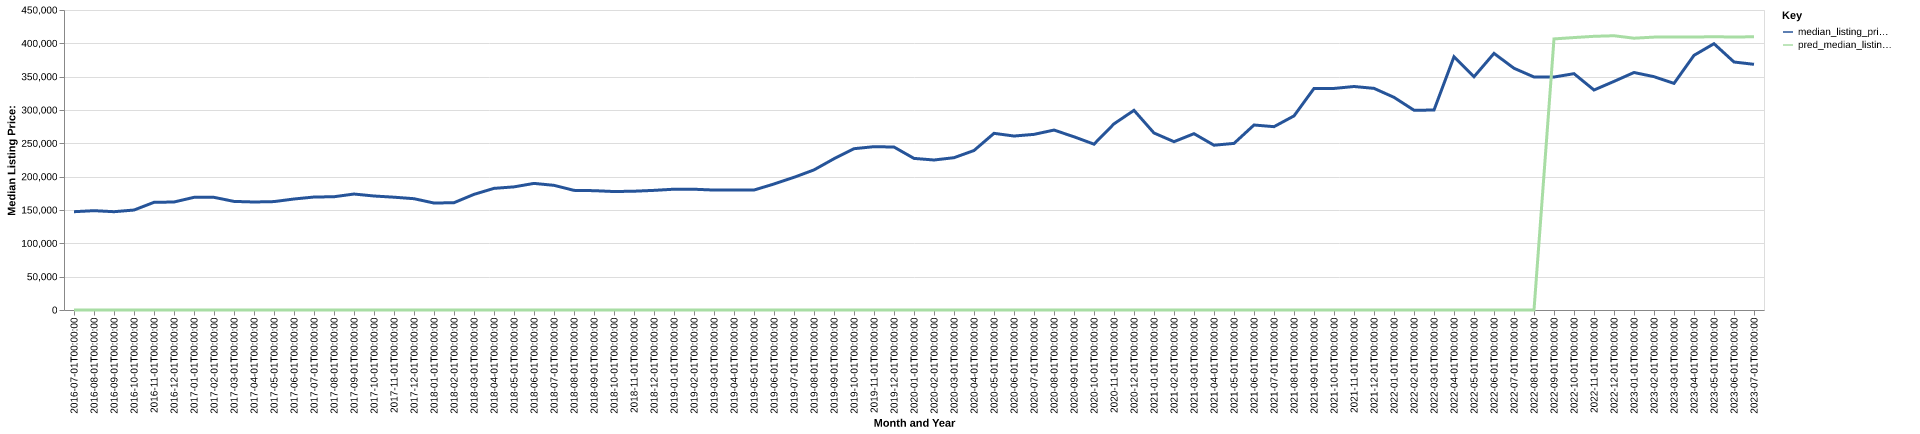 450,000
400,000
350,000
300,000
250,000
200,000
150,000
100,000
50,000
0
Median Listing Price:
2016-07-01T00:00:00
2016-08-01T00:00:00
2016-09-01T00:00:00
2016-10-01T00:00:00
2016-11-01T00:00:00
2016-12-01T00:00:00
2017-01-01T00:00:00
2017-02-01T00:00:00
2017-03-01T00:00:00
2017-04-01T00:00:00
2017-05-01T00:00:00
2017-06-01T00:00:00
2017-07-01T00:00:00
2017-08-01T00:00:00
2017-09-01T00:00:00
2017-10-01T00:00:00
2017-11-01T00:00:00
2017-12-01T00:00:00
2018-01-01T00:00:00
2018-02-01T00:00:00
2018-03-01T00:00:00
2018-04-01T00:00:00
2018-05-01T00:00:00
2018-06-01T00:00:00
2018-07-01T00:00:00
2018-08-01T00:00:00
2018-09-01T00:00:00
2018-10-01T00:00:00
2018-11-01T00:00:00
2018-12-01T00:00:00
2019-01-01T00:00:00
2019-02-01T00:00:00
2019-03-01T00:00:00
2019-04-01T00:00:00
2019-05-01T00:00:00
2019-06-01T00:00:00
2019-07-01T00:00:00
2019-08-01T00:00:00
2019-09-01T00:00:00
2019-10-01T00:00:00
2019-11-01T00:00:00
2019-12-01T00:00:00
2020-01-01T00:00:00
2020-02-01T00:00:00
2020-03-01T00:00:00
2020-04-01T00:00:00
2020-05-01T00:00:00
2020-06-01T00:00:00
2020-07-01T00:00:00
2020-08-01T00:00:00
2020-09-01T00:00:00
2020-10-01T00:00:00
2020-11-01T00:00:00
2020-12-01T00:00:00
2021-01-01T00:00:00
2021-02-01T00:00:00
2021-03-01T00:00:00
2021-04-01T00:00:00
2021-05-01T00:00:00
2021-06-01T00:00:00
2021-07-01T00:00:00
2021-08-01T00:00:00
2021-09-01T00:00:00
2021-10-01T00:00:00
2021-11-01T00:00:00
2021-12-01T00:00:00
2022-01-01T00:00:00
2022-02-01T00:00:00
2022-03-01T00:00:00
2022-04-01T00:00:00
2022-05-01T00:00:00
2022-06-01T00:00:00
2022-07-01T00:00:00
2022-08-01T00:00:00
2022-09-01T00:00:00
2022-10-01T00:00:00
2022-11-01T00:00:00
2022-12-01T00:00:00
2023-01-01T00:00:00
2023-02-01T00:00:00
2023-03-01T00:00:00
2023-04-01T00:00:00
2023-05-01T00:00:00
2023-06-01T00:00:00
2023-07-01T00:00:00
Month and Year
Key
median_listing_pri…
pred_median_listin…